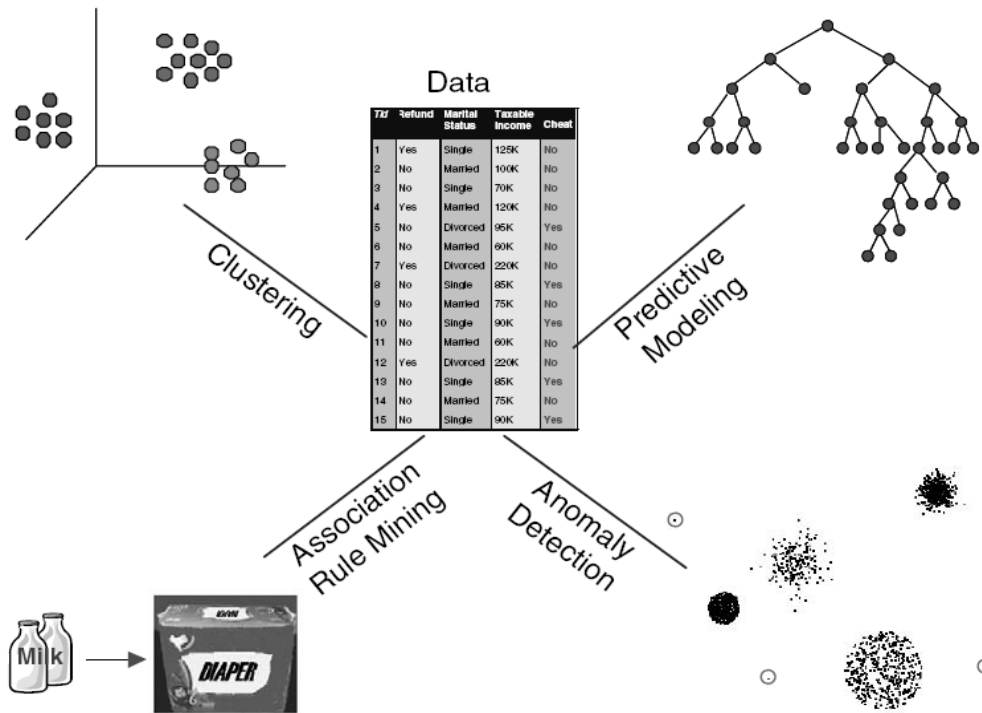 Data
Tid Refund Marital Status Taxable Income Cheat
1 Yes Single 125K No
2 No Married 100K No
3 No Single 70K No
4 Yes Married 120K No
5 No Divorced 95K Yes
6 No Married 60K No
7 Yes Divorced 220K No
8 No Single 85K Yes
9 No Married 75K No
10 No Single 90K Yes
11 No Married 60K No
12 Yes Divorced 220K No
13 No Single 85K Yes
14 No Married 75K No
15 No Single 90K Yes
Clustering
Predictive
Modeling
Association
Rule Mining
Anomaly
Detection
Milk
DIAPER